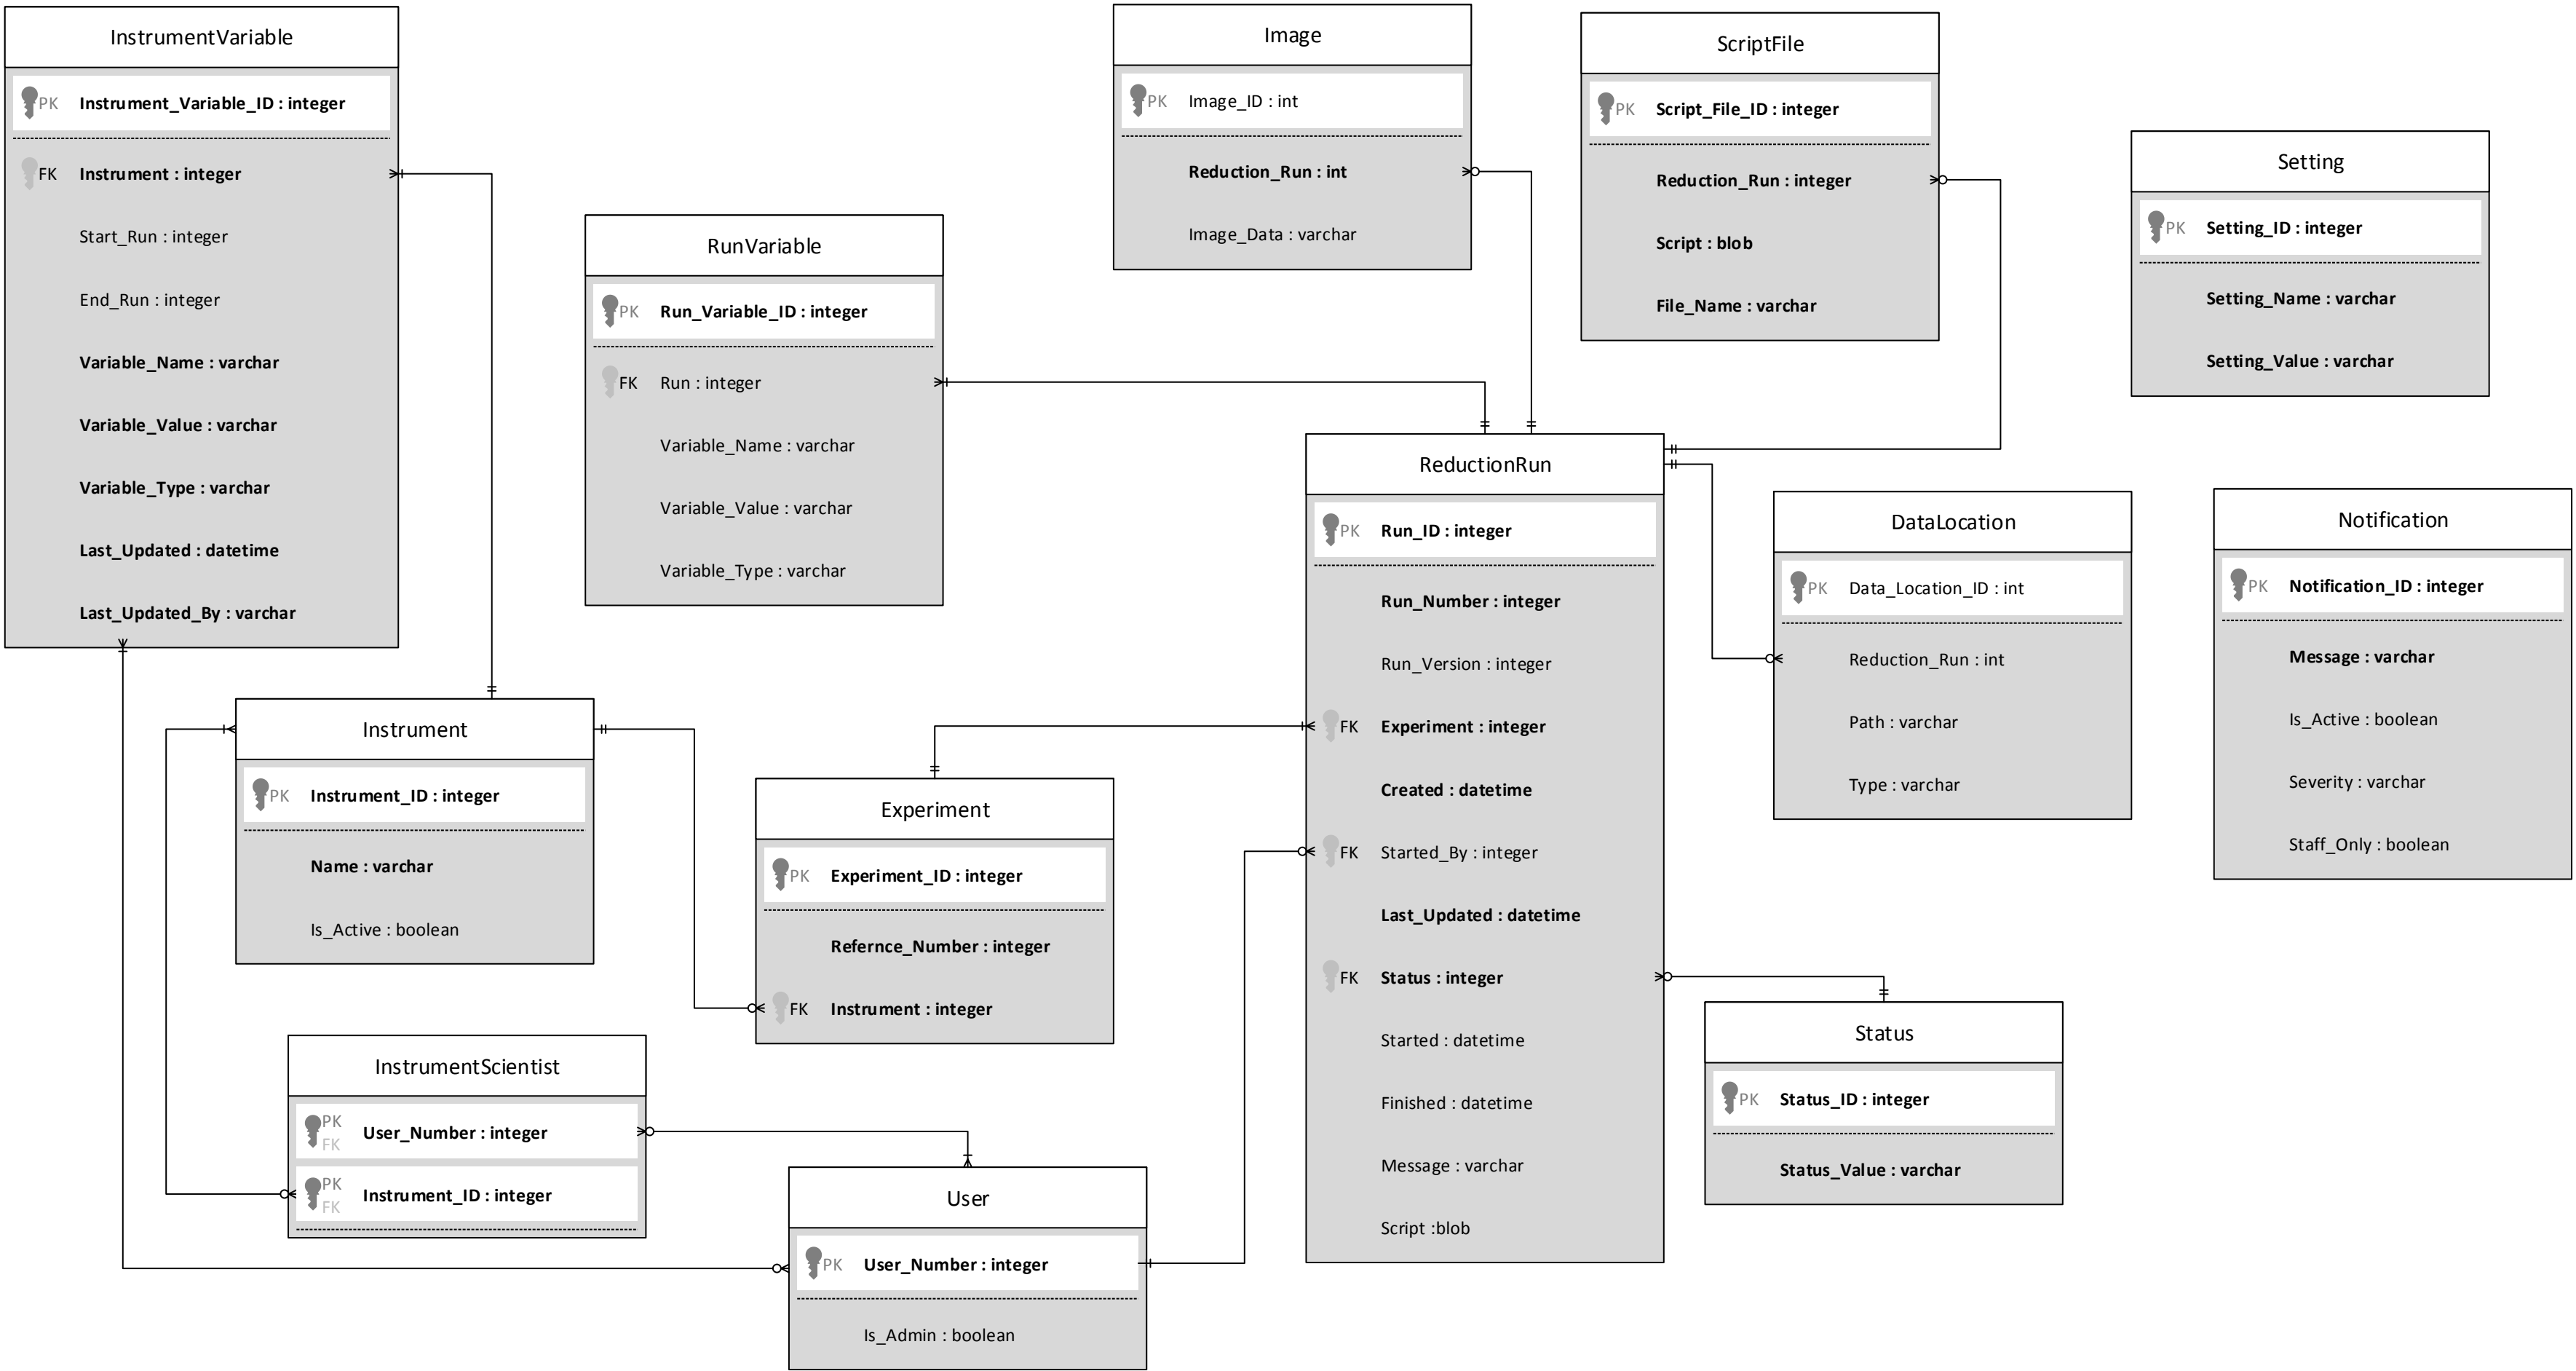 InstrumentVariable
PK Instrument_Variable_ID : integer
FK Instrument : integer
Start_Run : integer
End_Run : integer
Variable_Name : varchar
Variable_Value : varchar
Variable_Type : varchar
Last_Updated : datetime
Last_Updated_By : varchar
RunVariable
PK Run_Variable_ID : integer
FK Run : integer
Variable_Name : varchar
Variable_Value : varchar
Variable_Type : varchar
Image
PK Image_ID : int
Reduction_Run : int
Image_Data : varchar
ScriptFile
PK Script_File_ID : integer
Reduction_Run : integer
Script : blob
File_Name : varchar
Setting
PK Setting_ID : integer
Setting_Name : varchar
Setting_Value : varchar
ReductionRun
PK Run_ID : integer
Run_Number : integer
Run_Version : integer
FK Experiment : integer
Created : datetime
FK Started_By : integer
Last_Updated : datetime
FK Status : integer
Started : datetime
Finished : datetime
Message : varchar
Script :blob
DataLocation
PK Data_Location_ID : int
Reduction_Run : int
Path : varchar
Type : varchar
Notification
PK Notification_ID : integer
Message : varchar
Is_Active : boolean
Severity : varchar
Staff_Only : boolean
Instrument
PK Instrument_ID : integer
Name : varchar
Is_Active : boolean
Experiment
PK Experiment_ID : integer
Refernce_Number : integer
FK Instrument : integer
InstrumentScientist
PK
FK
User_Number : integer
PK
FK
Instrument_ID : integer
User
PK User_Number : integer
Is_Admin : boolean
Status
PK Status_ID : integer
Status_Value : varchar